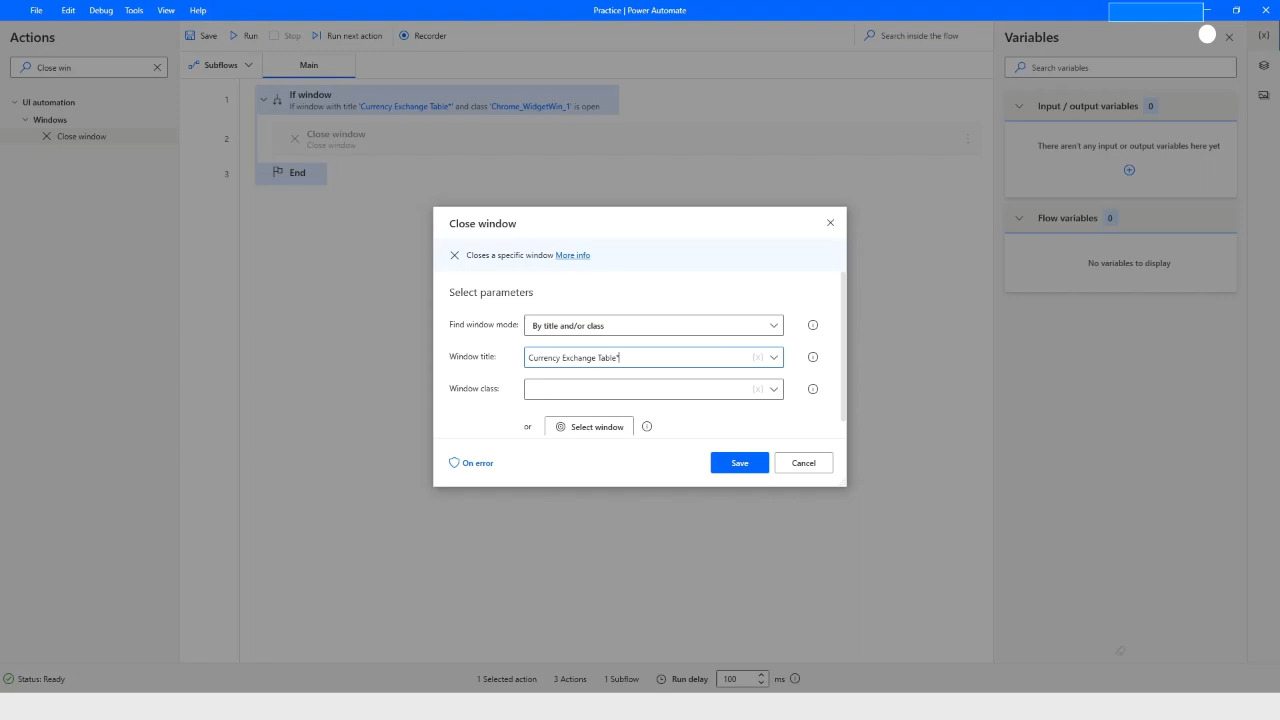 File Edit Debug Tools View Help
Practice | Power Automate
Actions
Close win
UI automation
Windows
Close window
Save Run Stop Run next action Recorder
Search inside the flow
Subflows Main
1 If window
If window with title 'Currency Exchange Table*' and class 'Chrome_WidgetWin_1' is open
2 Close window
Close window
3 End
Close window
Closes a specific window More info
Select parameters
Find window mode: By title and/or class
Window title: Currency Exchange Table* {x}
Window class: {x}
or Select window
On error Save Cancel
Variables {x}
Search variables
Input / output variables 0
There aren't any input or output variables here yet
Flow variables 0
No variables to display
Status: Ready 1 Selected action 3 Actions 1 Subflow Run delay 100 ms